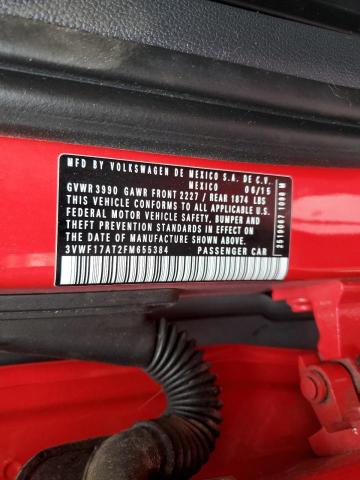 MFD BY VOLKSWAGEN DE MEXICO S.A. DE C.V.
MEXICO 06/15
GVWR 3990 GAWR FRONT 2227 / REAR 1874 LBS
THIS VEHICLE CONFORMS TO ALL APPLICABLE U.S.
FEDERAL MOTOR VEHICLE SAFETY, BUMPER AND
THEFT PREVENTION STANDARDS IN EFFECT ON
THE DATE OF MANUFACTURE SHOWN ABOVE.
3VWF17AT2FM655384 PASSENGER CAR